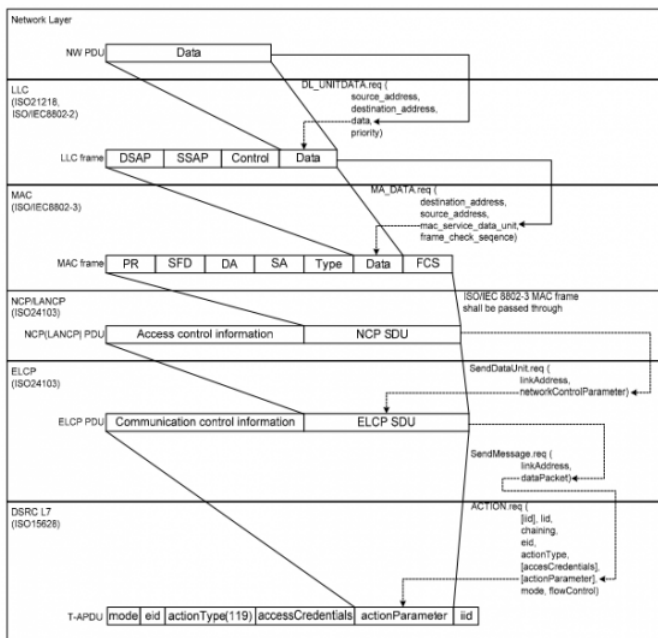 Network Layer
NW PDU
Data
LLC
(ISO21218,
ISO/IEC8802-2)
DL_UNITDATA.req (
source_address,
destination_address,
data,
priority)
LLC frame
DSAP
SSAP
Control
Data
MAC
(ISO/IEC8802-3)
MA_DATA.req (
destination_address,
source_address,
mac_service_data_unit,
frame_check_seqence)
MAC frame
PR
SFD
DA
SA
Type
Data
FCS
NCP/LANCP
(ISO24103)
ISO/IEC 8802-3 MAC frame
shall be passed through
NCP(LANCP) PDU
Access control information
NCP SDU
ELCP
(ISO24103)
SendDataUnit.req (
linkAddress,
networkControlParameter)
ELCP PDU
Communication control information
ELCP SDU
SendMessage.req (
linkAddress,
dataPacket)
DSRC L7
(ISO15628)
ACTION.req (
[iid], lid,
chaining,
eid,
actionType,
[accesCredentials],
[actionParameter],
mode, flowControl)
T-APDU
mode
eid
actionType(119)
accessCredentials
actionParameter
iid